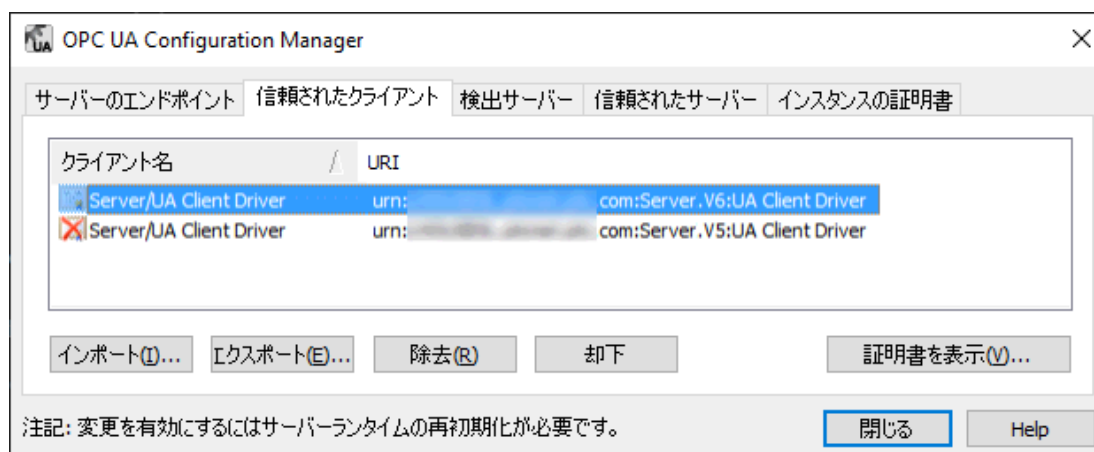 UA OPC UA Configuration Manager
サーバーのエンドポイント 信頼されたクライアント 検出サーバー 信頼されたサーバー インスタンスの証明書
クライアント名 URI
Server/UA Client Driver urn: com:Server.V6:UA Client Driver
Server/UA Client Driver urn: com:Server.V5:UA Client Driver
インポート(I)... エクスポート(E)... 除去(R) 却下 証明書を表示(V)...
注記: 変更を有効にするにはサーバーランタイムの再初期化が必要です。 閉じる Help